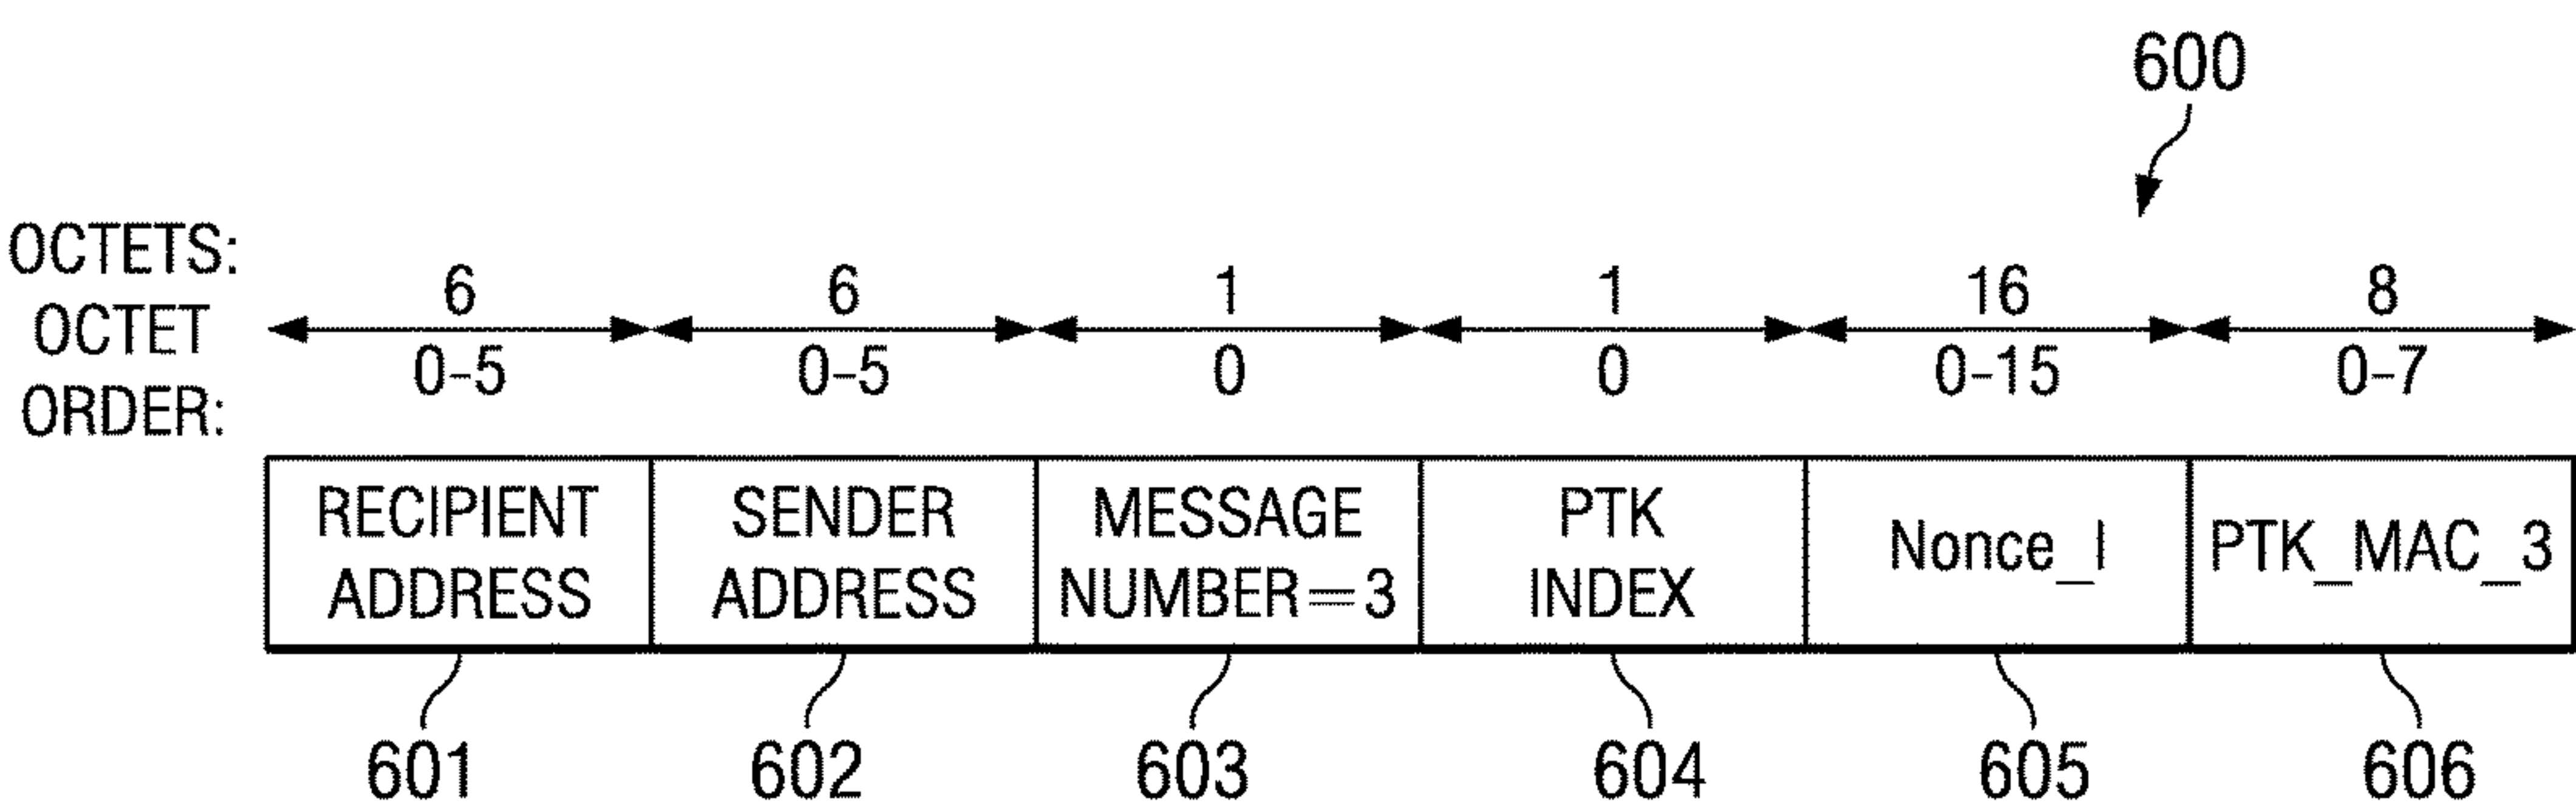 600
OCTETS: 6 6 1 1 16 8
OCTET
ORDER: 0-5 0-5 0 0 0-15 0-7
RECIPIENT ADDRESS
SENDER ADDRESS
MESSAGE NUMBER=3
PTK INDEX
Nonce_I
PTK_MAC_3
601 602 603 604 605 606